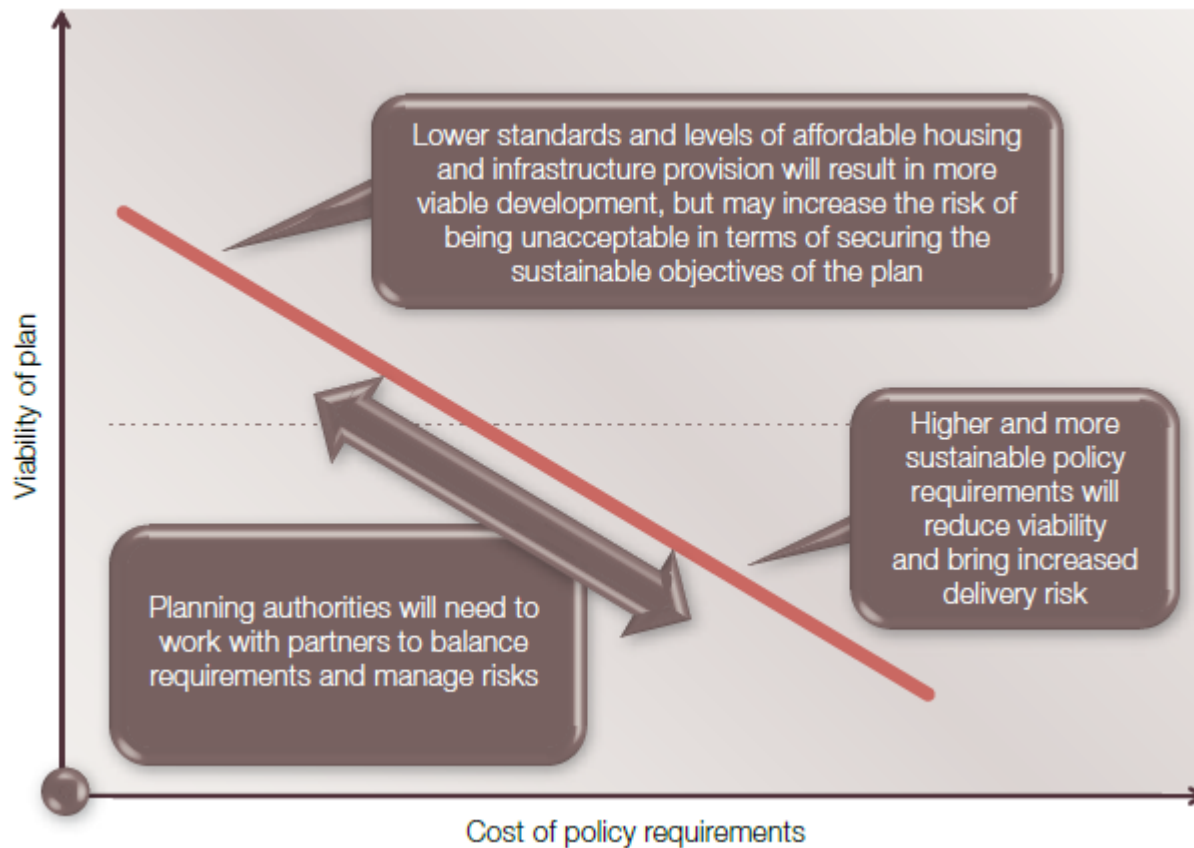 Lower standards and levels of affordable housing
and infrastructure provision will result in more
viable development, but may increase the risk of
being unacceptable in terms of securing the
sustainable objectives of the plan
Viability of plan
Higher and more
sustainable policy
requirements will
reduce viability
and bring increased
delivery risk
Planning authorities will need to
work with partners to balance
requirements and manage risks
Cost of policy requirements